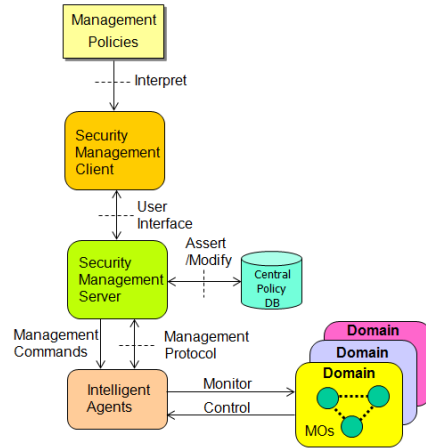 Management
Policies
Interpret
Security
Management
Client
User
Interface
Assert
/Modify
Security
Management
Server
Central
Policy
DB
Management
Commands
Management
Protocol
Domain
Domain
Domain
Intelligent
Agents
Monitor
Control
MOs